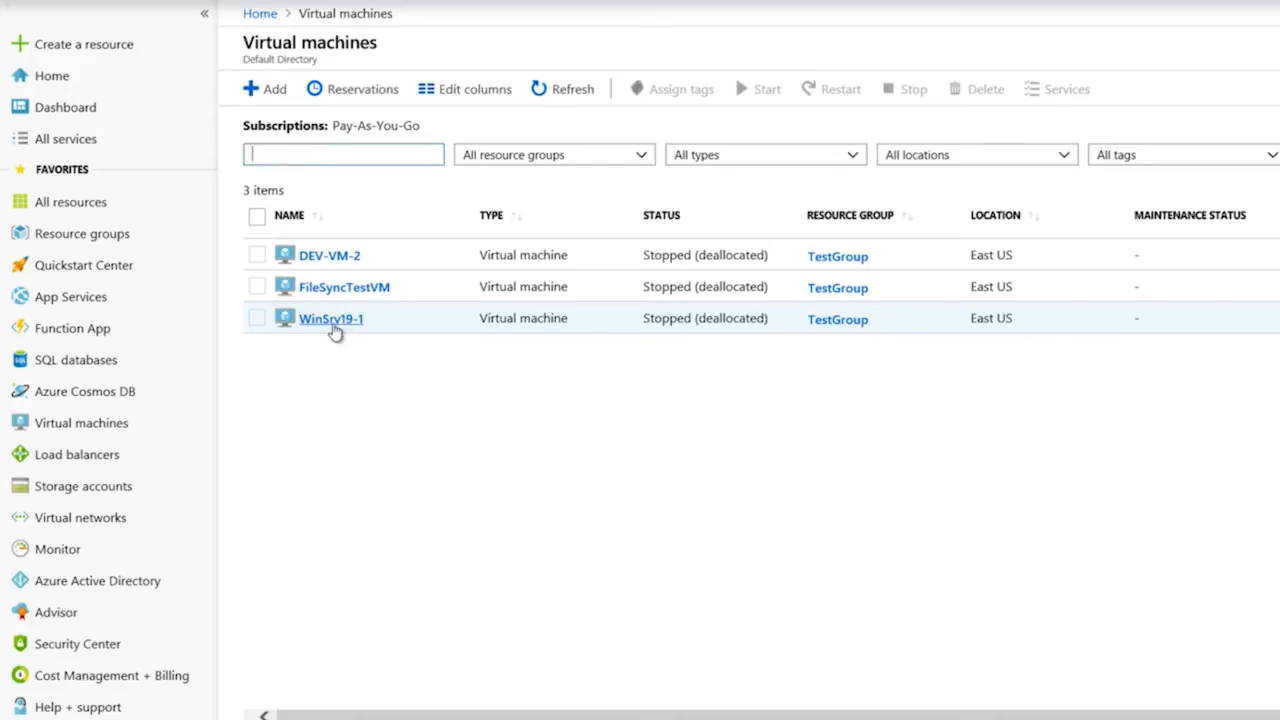 «
Home > Virtual machines
Create a resource
Home
Dashboard
All services
FAVORITES
All resources
Resource groups
Quickstart Center
App Services
Function App
SQL databases
Azure Cosmos DB
Virtual machines
Load balancers
Storage accounts
Virtual networks
Monitor
Azure Active Directory
Advisor
Security Center
Cost Management + Billing
Help + support
Virtual machines
Default Directory
Add Reservations Edit columns Refresh Assign tags Start Restart Stop Delete Services
Subscriptions: Pay-As-You-Go
All resource groups All types All locations All tags
3 items
NAME TYPE STATUS RESOURCE GROUP LOCATION MAINTENANCE STATUS
DEV-VM-2 Virtual machine Stopped (deallocated) TestGroup East US -
FileSyncTestVM Virtual machine Stopped (deallocated) TestGroup East US -
WinSrv19-1 Virtual machine Stopped (deallocated) TestGroup East US -